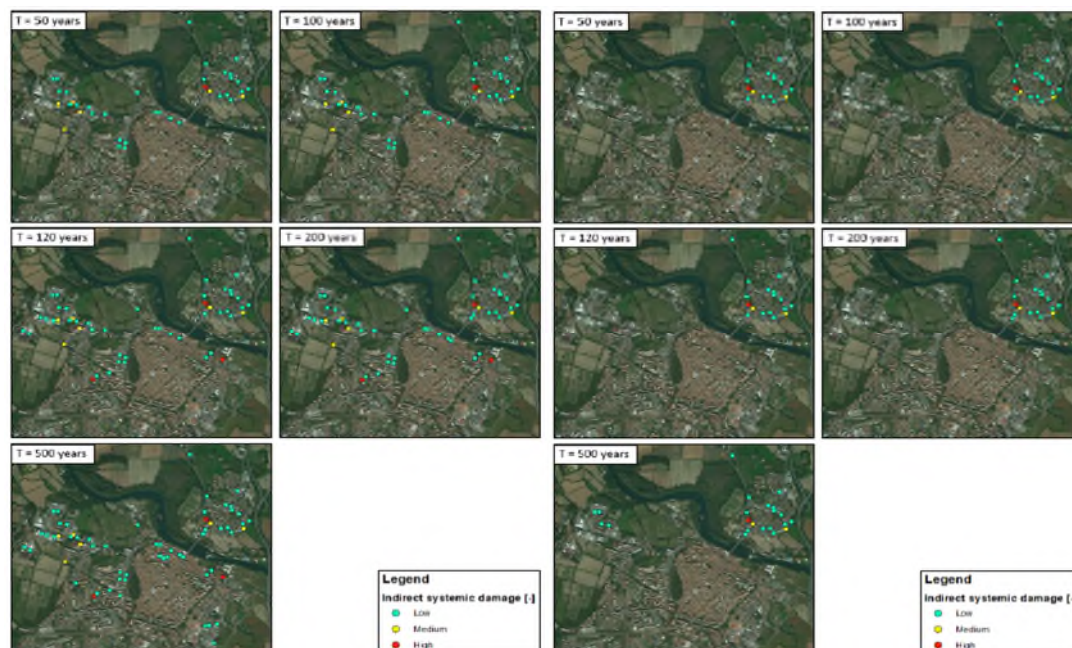 T = 50 years
T = 100 years
T = 50 years
T = 100 years
T = 120 years
T = 200 years
T = 120 years
T = 200 years
T = 500 years
T = 500 years
Legend
Indirect systemic damage [-]
Low
Medium
High
Legend
Indirect systemic damage [-
Low
Medium
High